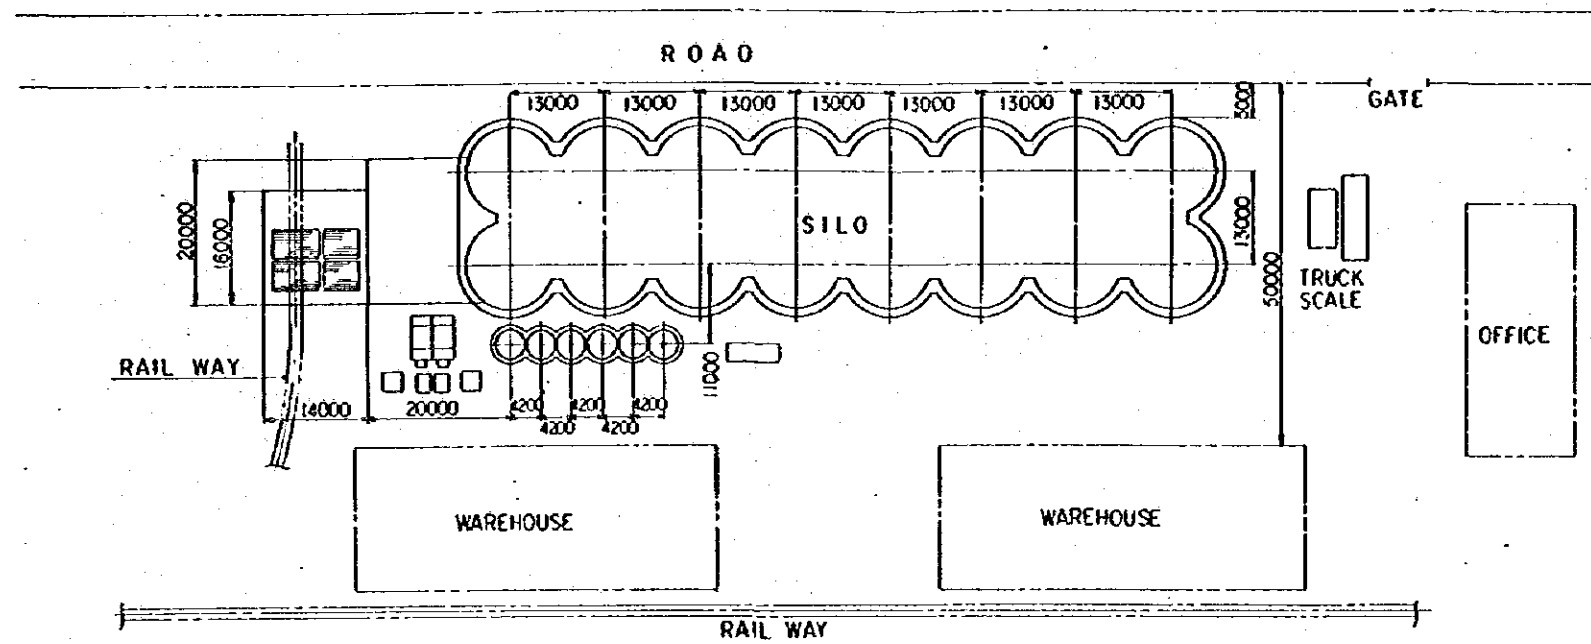 ROAD
13000 13000 13000 13000 13000 13000 13000
5000
GATE
20000
16000
SILO
13000
50000
TRUCK
SCALE
OFFICE
RAIL WAY
11000
14000 20000 4200 4200 4200
4200 4200
WAREHOUSE
WAREHOUSE
RAIL WAY